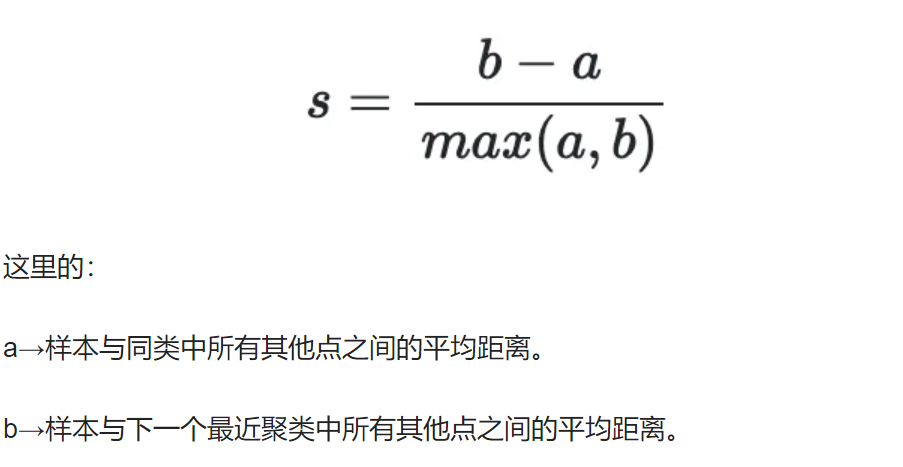 s = \frac{b - a}{max(a, b)}
这里的：
a→样本与同类中所有其他点之间的平均距离。
b→样本与下一个最近聚类中所有其他点之间的平均距离。